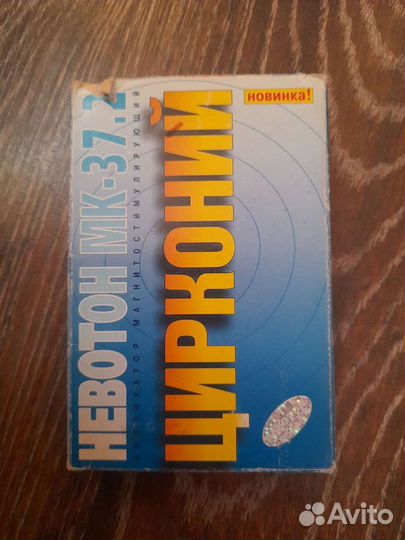 НЕВОТОН МК-37.2
АППЛИКАТОР МАГНИТОСТИМУЛИРУЮЩИЙ
ЦИРКОНИЙ
НОВИНКА!
Avito